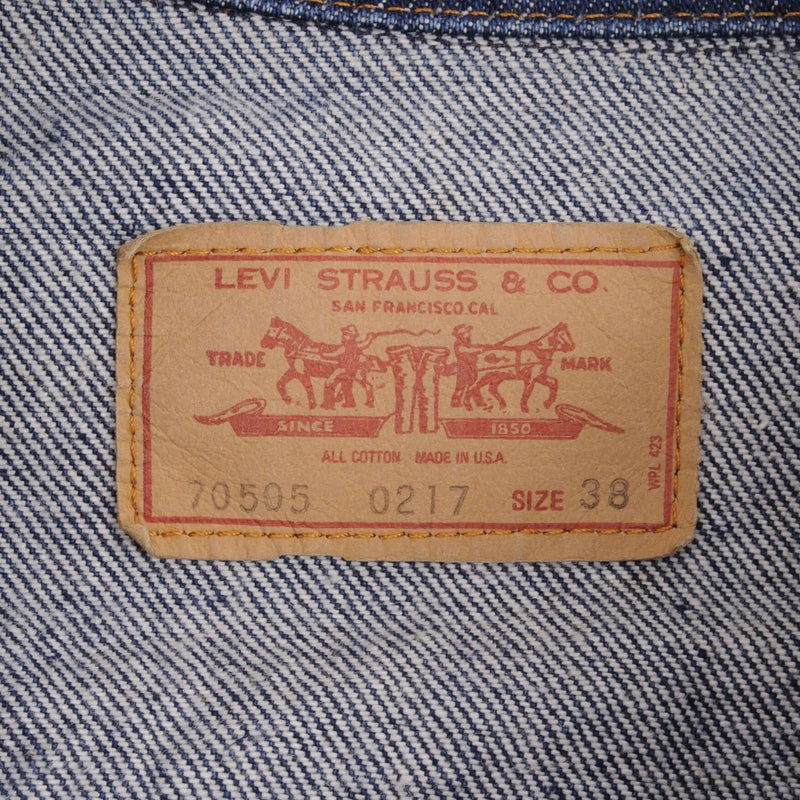 LEVI STRAUSS & CO.
SAN FRANCISCO.CAL
TRADE MARK
SINCE 1850
ALL COTTON MADE IN U.S.A.
70505 0217 SIZE 38
WPL 423